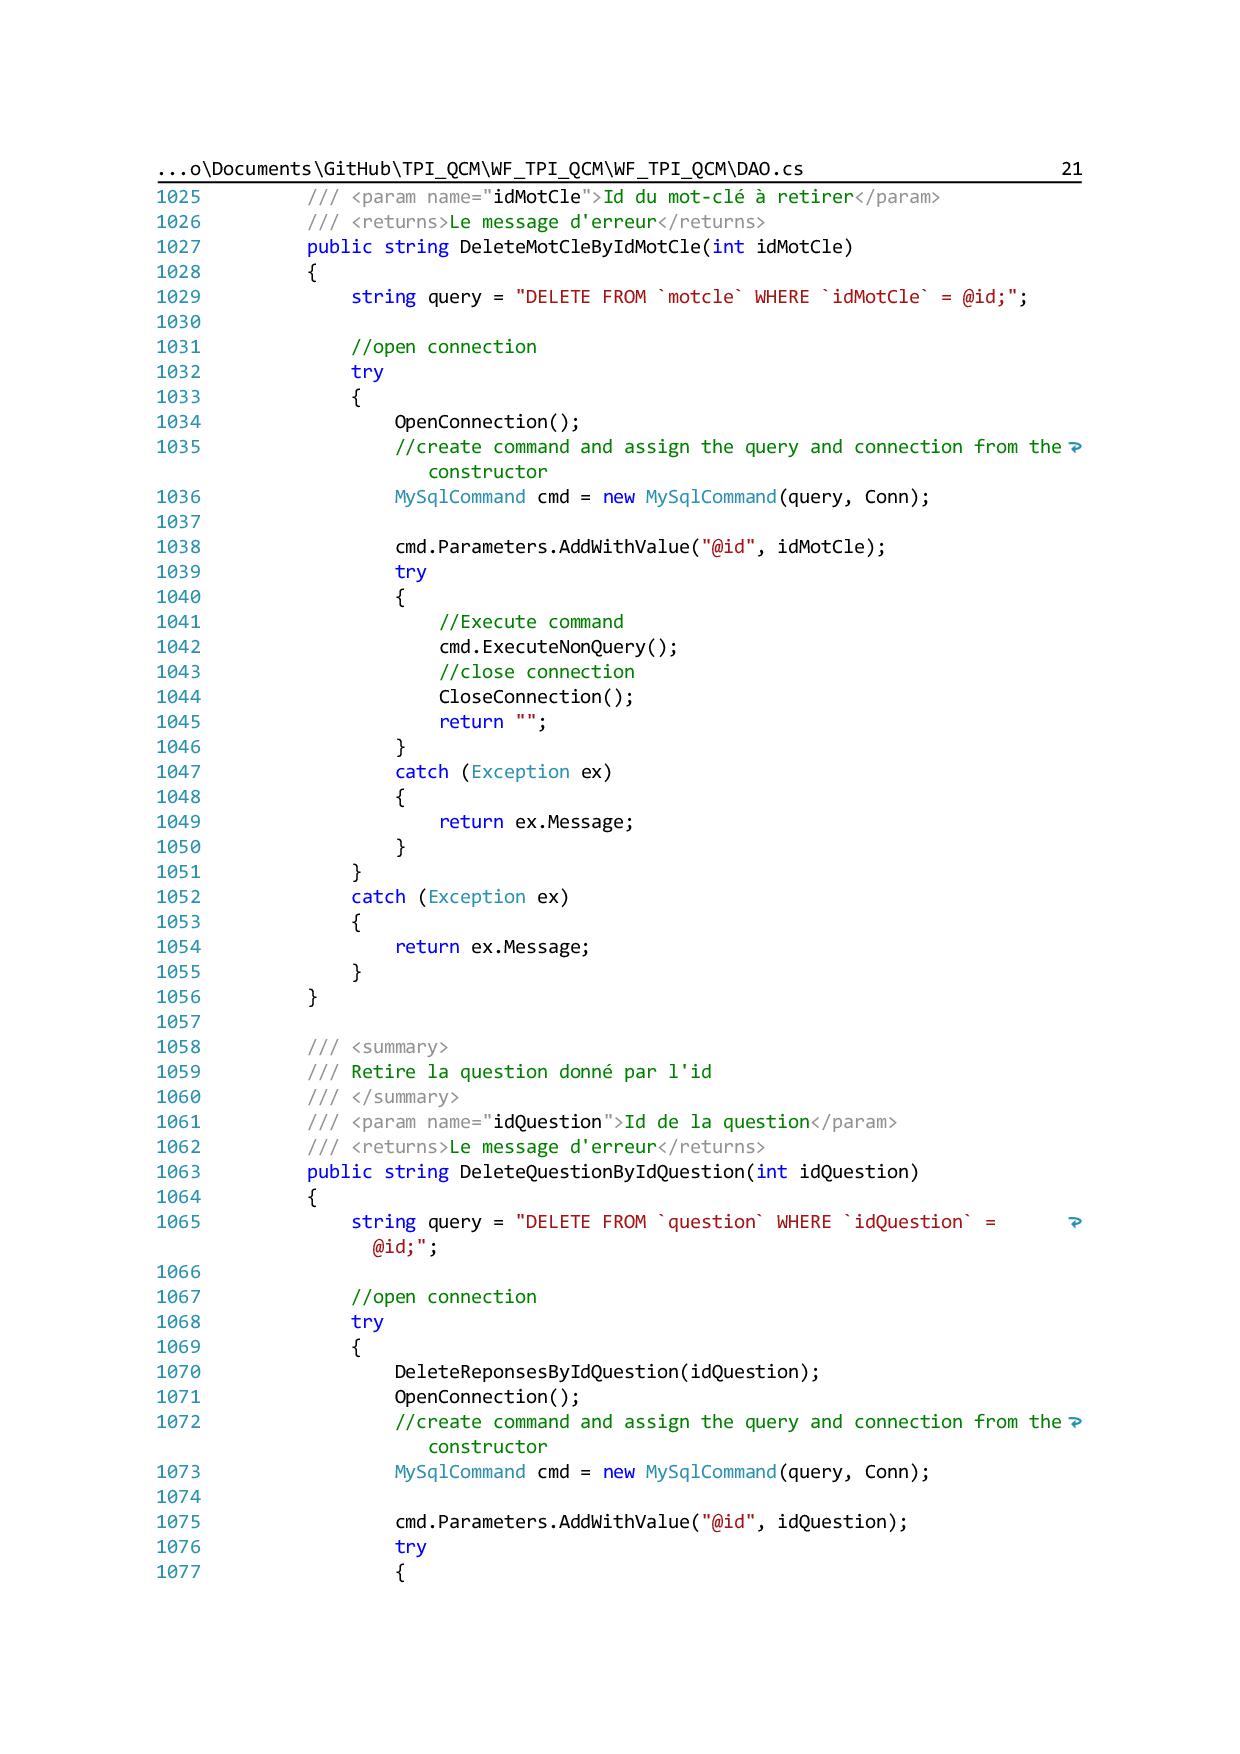 ...o\Documents\GitHub\TPI_QCM\WF_TPI_QCM\WF_TPI_QCM\DAO.cs 21
1025 /// <param name="idMotCle">Id du mot-clé à retirer</param>
1026 /// <returns>Le message d'erreur</returns>
1027 public string DeleteMotCleByIdMotCle(int idMotCle)
1028 {
1029 string query = "DELETE FROM `motcle` WHERE `idMotCle` = @id;";
1030
1031 //open connection
1032 try
1033 {
1034 OpenConnection();
1035 //create command and assign the query and connection from the
constructor
1036 MySqlCommand cmd = new MySqlCommand(query, Conn);
1037
1038 cmd.Parameters.AddWithValue("@id", idMotCle);
1039 try
1040 {
1041 //Execute command
1042 cmd.ExecuteNonQuery();
1043 //close connection
1044 CloseConnection();
1045 return "";
1046 }
1047 catch (Exception ex)
1048 {
1049 return ex.Message;
1050 }
1051 }
1052 catch (Exception ex)
1053 {
1054 return ex.Message;
1055 }
1056 }
1057
1058 /// <summary>
1059 /// Retire la question donné par l'id
1060 /// </summary>
1061 /// <param name="idQuestion">Id de la question</param>
1062 /// <returns>Le message d'erreur</returns>
1063 public string DeleteQuestionByIdQuestion(int idQuestion)
1064 {
1065 string query = "DELETE FROM `question` WHERE `idQuestion` =
@id;";
1066
1067 //open connection
1068 try
1069 {
1070 DeleteReponsesByIdQuestion(idQuestion);
1071 OpenConnection();
1072 //create command and assign the query and connection from the
constructor
1073 MySqlCommand cmd = new MySqlCommand(query, Conn);
1074
1075 cmd.Parameters.AddWithValue("@id", idQuestion);
1076 try
1077 {